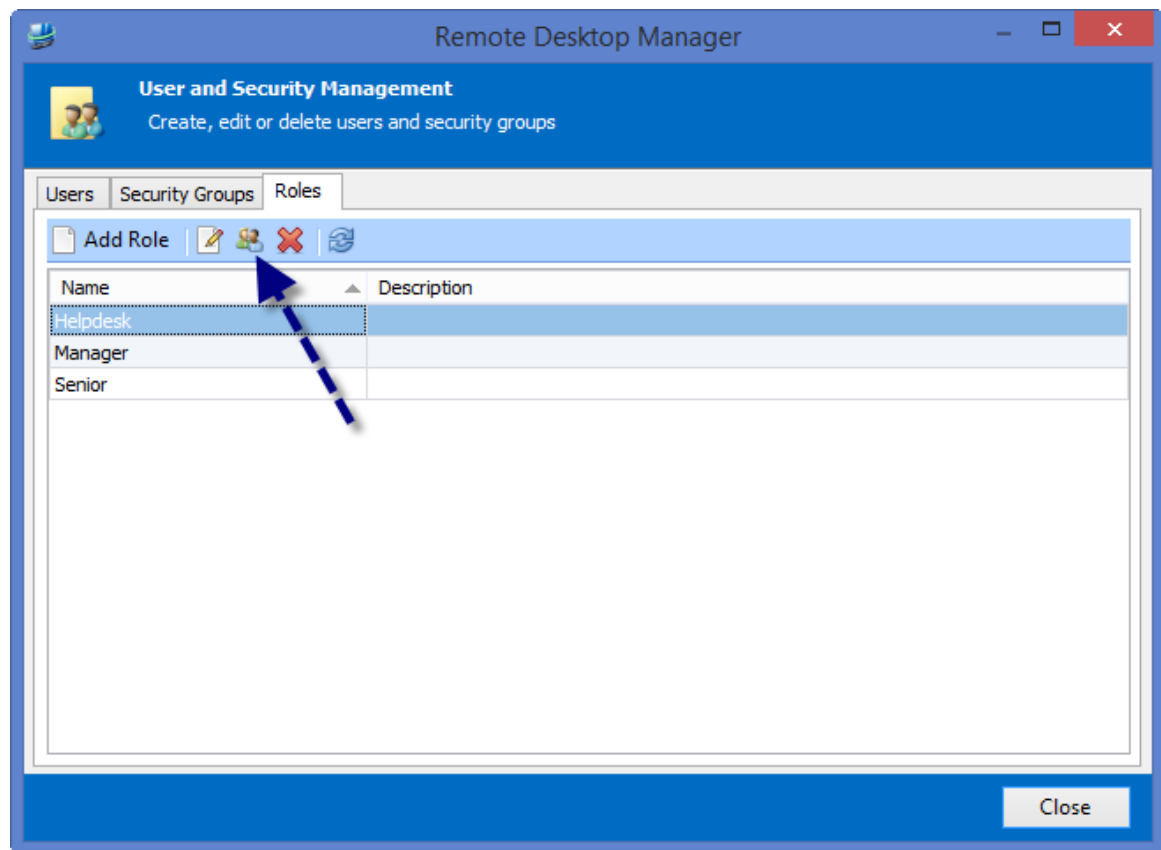 Remote Desktop Manager
User and Security Management
Create, edit or delete users and security groups
Users Security Groups Roles
Add Role
Name Description
Helpdesk
Manager
Senior
Close